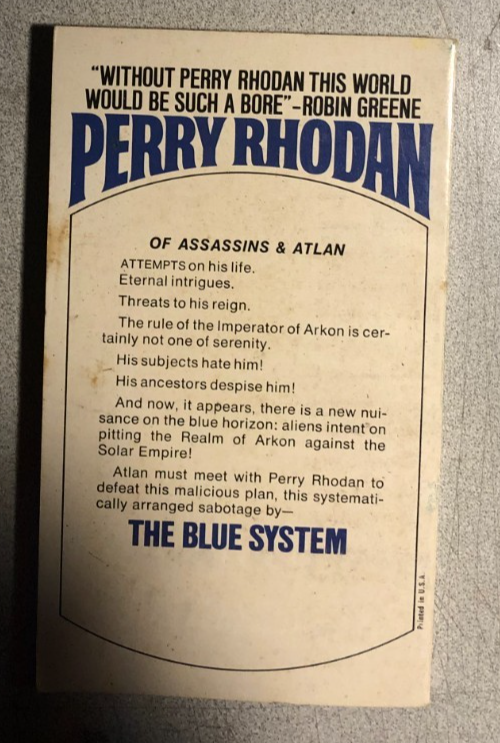 “WITHOUT PERRY RHODAN THIS WORLD
WOULD BE SUCH A BORE”–ROBIN GREENE
PERRY RHODAN
OF ASSASSINS & ATLAN
ATTEMPTS on his life.
Eternal intrigues.
Threats to his reign.
The rule of the Imperator of Arkon is cer-
tainly not one of serenity.
His subjects hate him!
His ancestors despise him!
And now, it appears, there is a new nui-
sance on the blue horizon: aliens intent on
pitting the Realm of Arkon against the
Solar Empire!
Atlan must meet with Perry Rhodan to
defeat this malicious plan, this systemati-
cally arranged sabotage by—
THE BLUE SYSTEM
Printed in U.S.A.